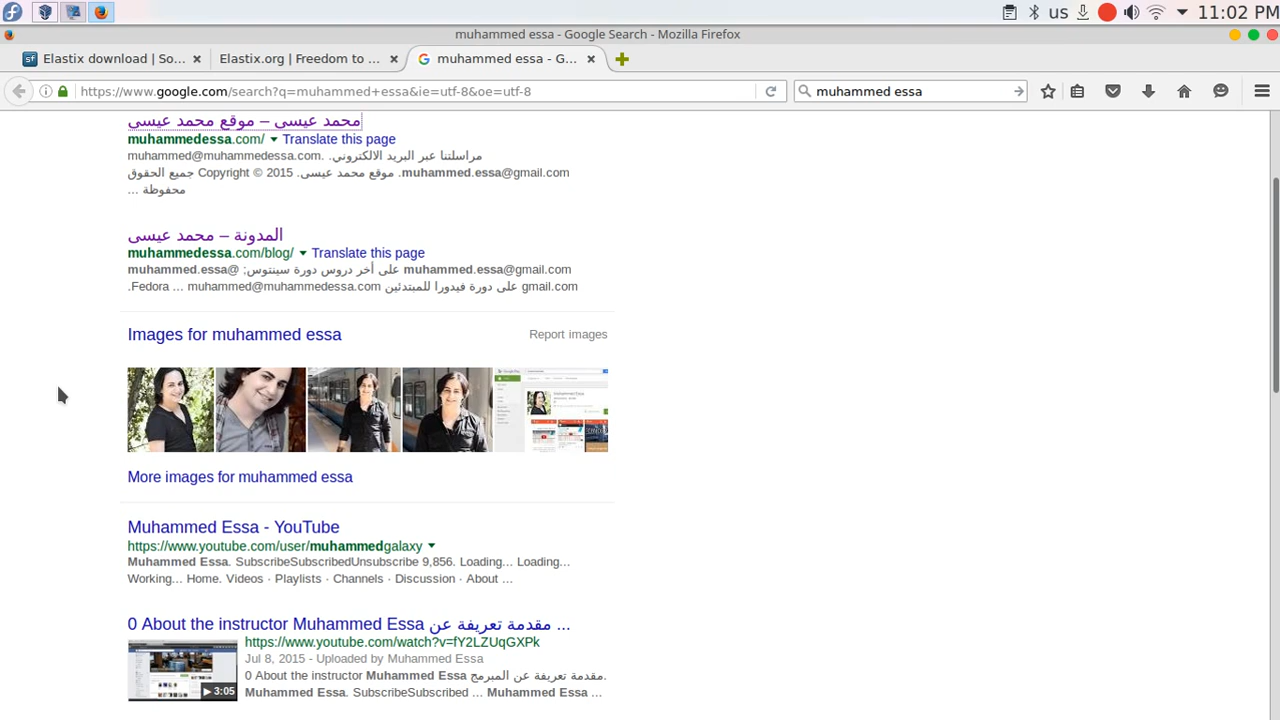 us 11:02 PM
muhammed essa - Google Search - Mozilla Firefox
Elastix download | So... Elastix.org | Freedom to ... muhammed essa - G...
https://www.google.com/search?q=muhammed+essa&ie=utf-8&oe=utf-8 muhammed essa
محمد عيسى – موقع محمد عيسى
muhammedessa.com/ Translate this page
مراسلتنا عبر البريد الالكتروني. .muhammed@muhammedessa.com
muhammed.essa@gmail.com. موقع محمد عيسى. Copyright © 2015 جميع الحقوق
محفوظة ...
المدونة – محمد عيسى
muhammedessa.com/blog/ Translate this page
muhammed.essa@gmail.com على أخر دروس دورة سينتوس; @muhammed.essa
gmail.com على دورة فيدورا للمبتدئين muhammed@muhammedessa.com ... Fedora.
Images for muhammed essa Report images
More images for muhammed essa
Muhammed Essa - YouTube
https://www.youtube.com/user/muhammedgalaxy
Muhammed Essa. SubscribeSubscribedUnsubscribe 9,856. Loading... Loading...
Working... Home. Videos · Playlists · Channels · Discussion · About ...
0 About the instructor Muhammed Essa مقدمة تعريفة عن ...
https://www.youtube.com/watch?v=fY2LZUqGXPk
Jul 8, 2015 - Uploaded by Muhammed Essa
0 About the instructor Muhammed Essa مقدمة تعريفة عن المبرمج.
Muhammed Essa. SubscribeSubscribed ... Muhammed Essa ...
3:05